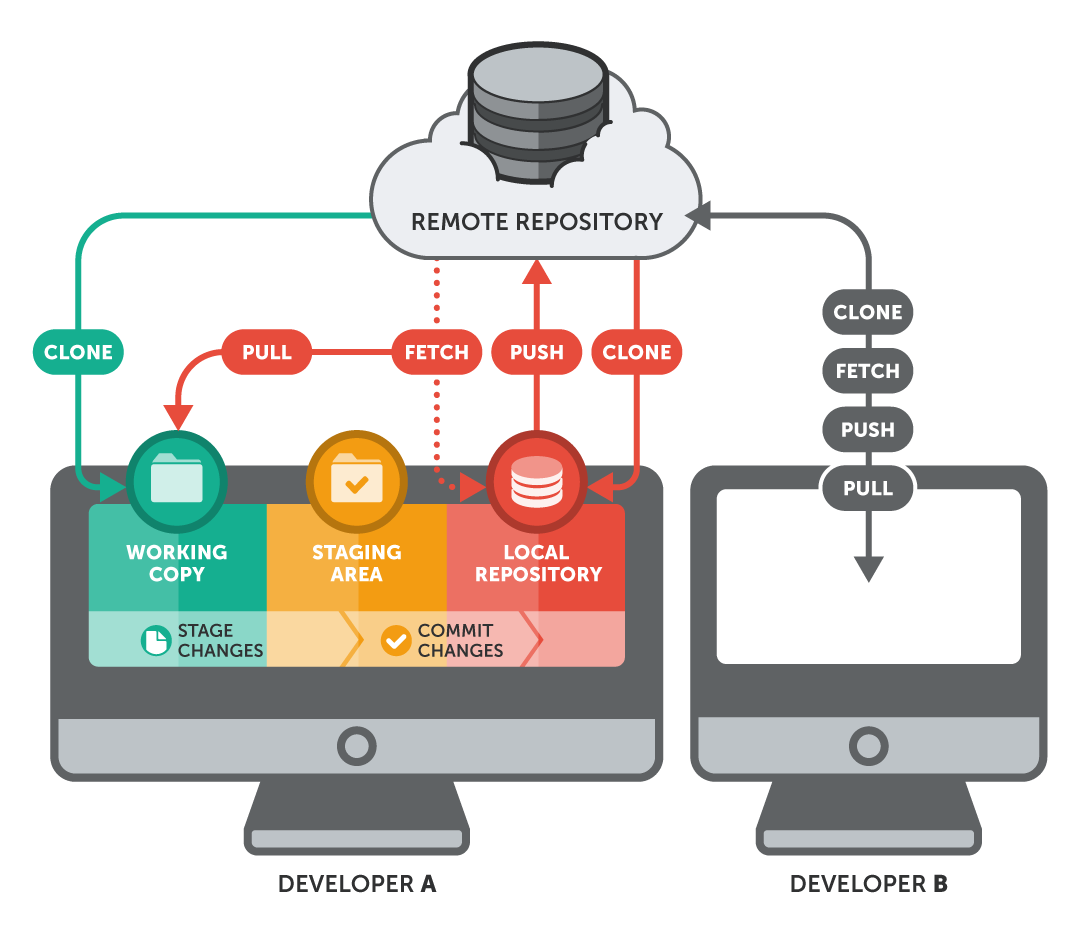 REMOTE REPOSITORY
CLONE
PULL
FETCH
PUSH
CLONE
CLONE
FETCH
PUSH
PULL
WORKING
COPY
STAGING
AREA
LOCAL
REPOSITORY
STAGE
CHANGES
COMMIT
CHANGES
DEVELOPER A
DEVELOPER B